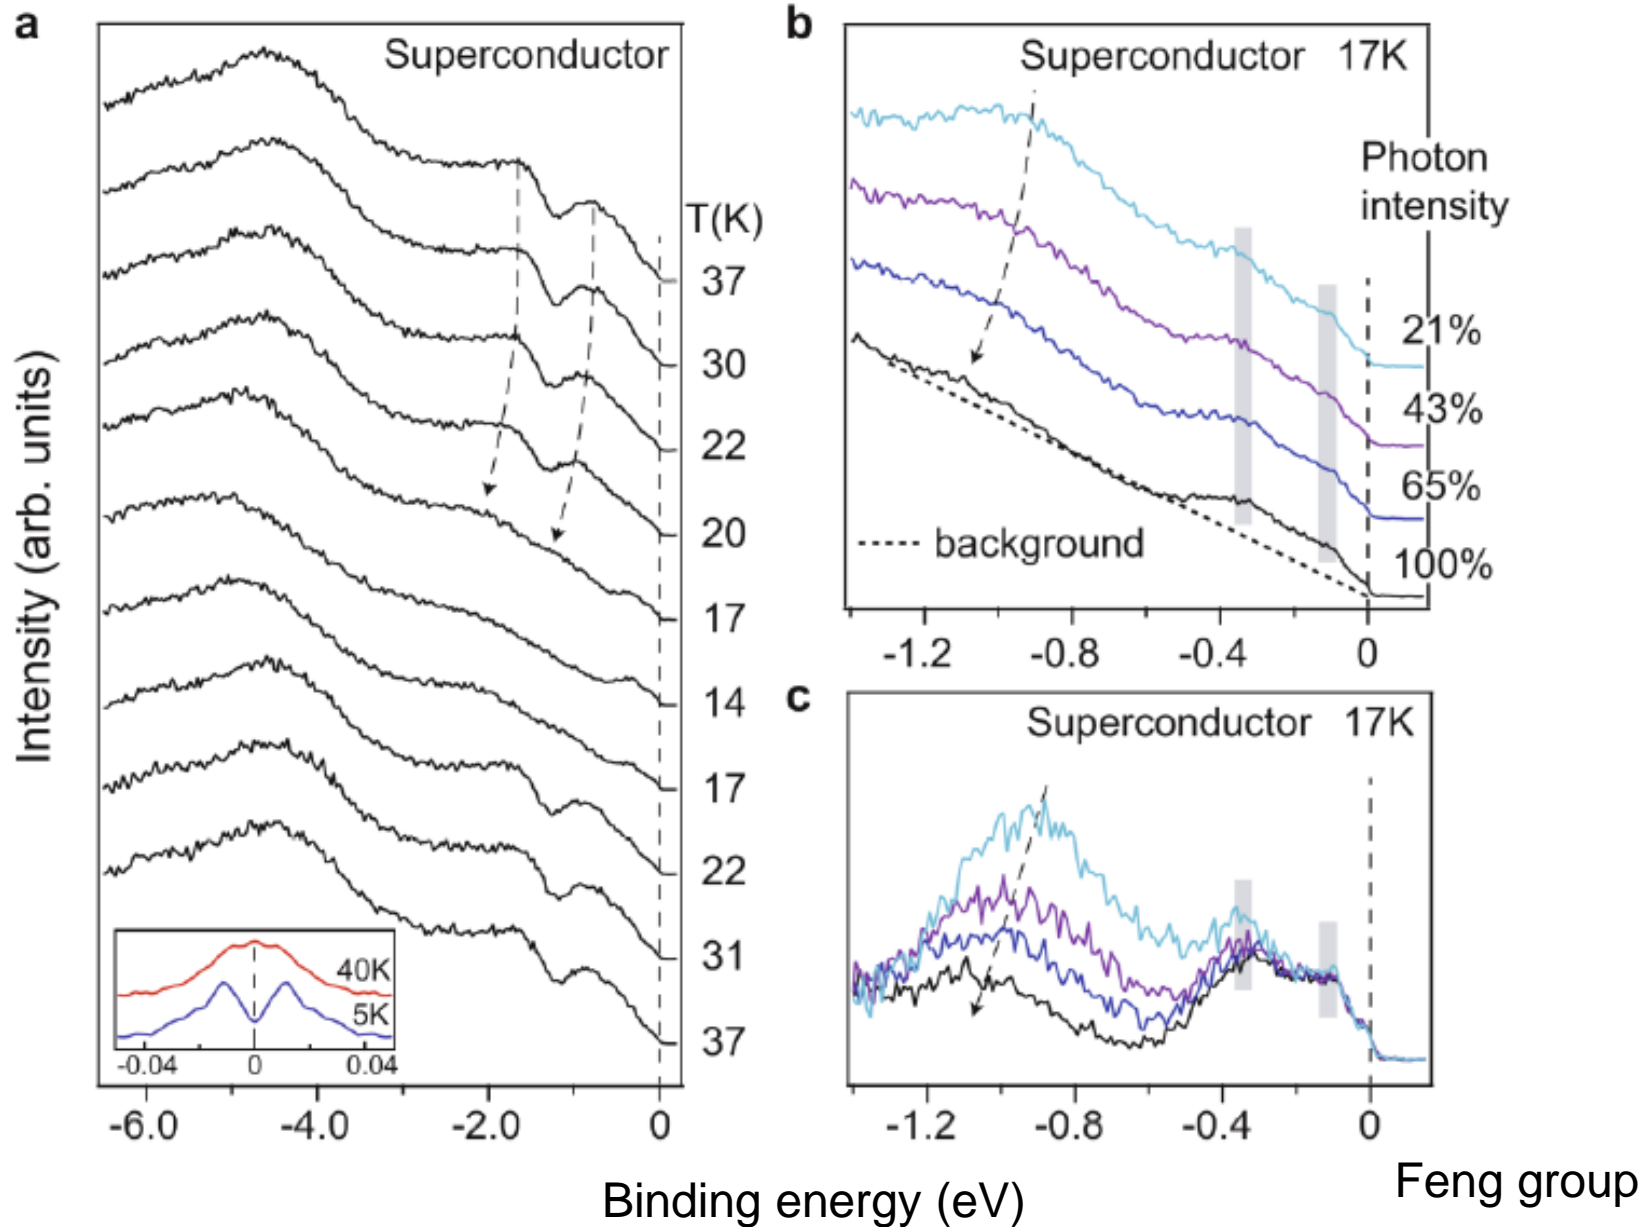 a
Superconductor
T(K)
37
30
22
20
17
14
17
22
31
37
Intensity (arb. units)
40K
5K
-0.04 0 0.04
-6.0 -4.0 -2.0 0
b
Superconductor 17K
Photon
intensity
21%
43%
65%
100%
background
-1.2 -0.8 -0.4 0
c
Superconductor 17K
-1.2 -0.8 -0.4 0
Binding energy (eV)
Feng group